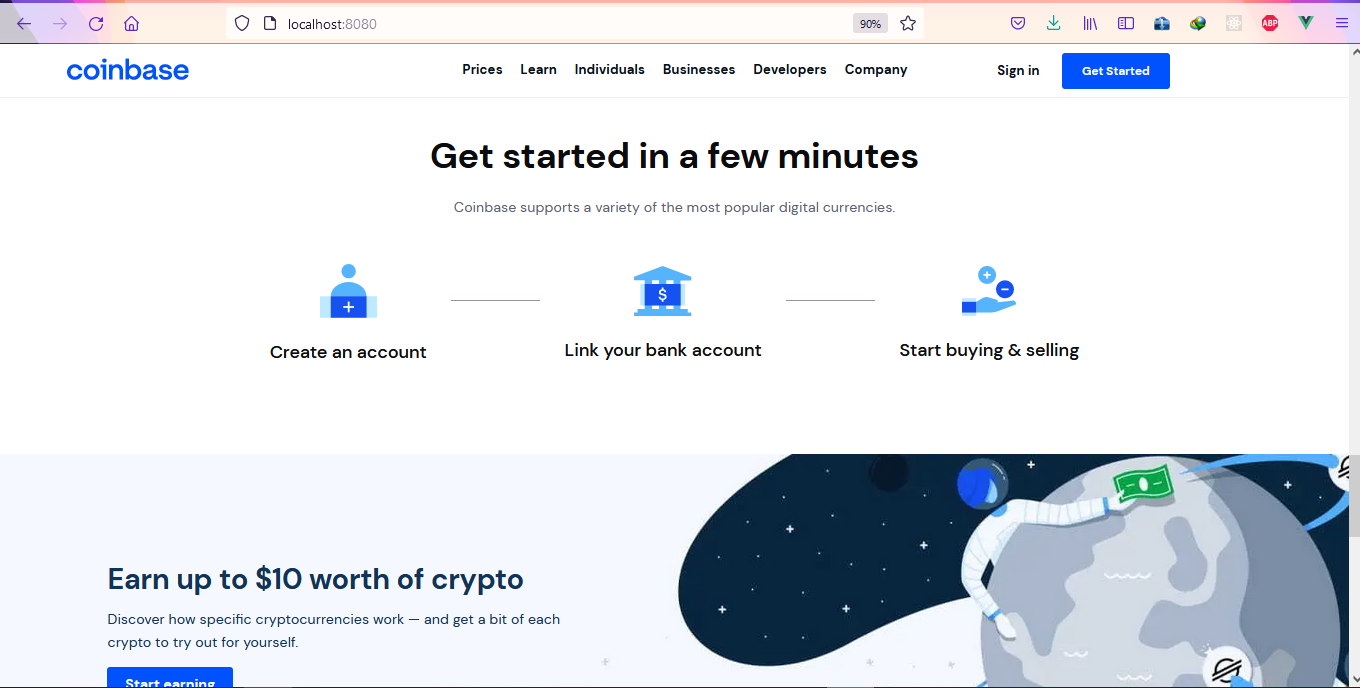 localhost:8080
90%
ABP
coinbase
Prices Learn Individuals Businesses Developers Company
Sign in
Get Started
Get started in a few minutes
Coinbase supports a variety of the most popular digital currencies.
$
Create an account
Link your bank account
Start buying & selling
Earn up to $10 worth of crypto
Discover how specific cryptocurrencies work — and get a bit of each
crypto to try out for yourself.
Start earning